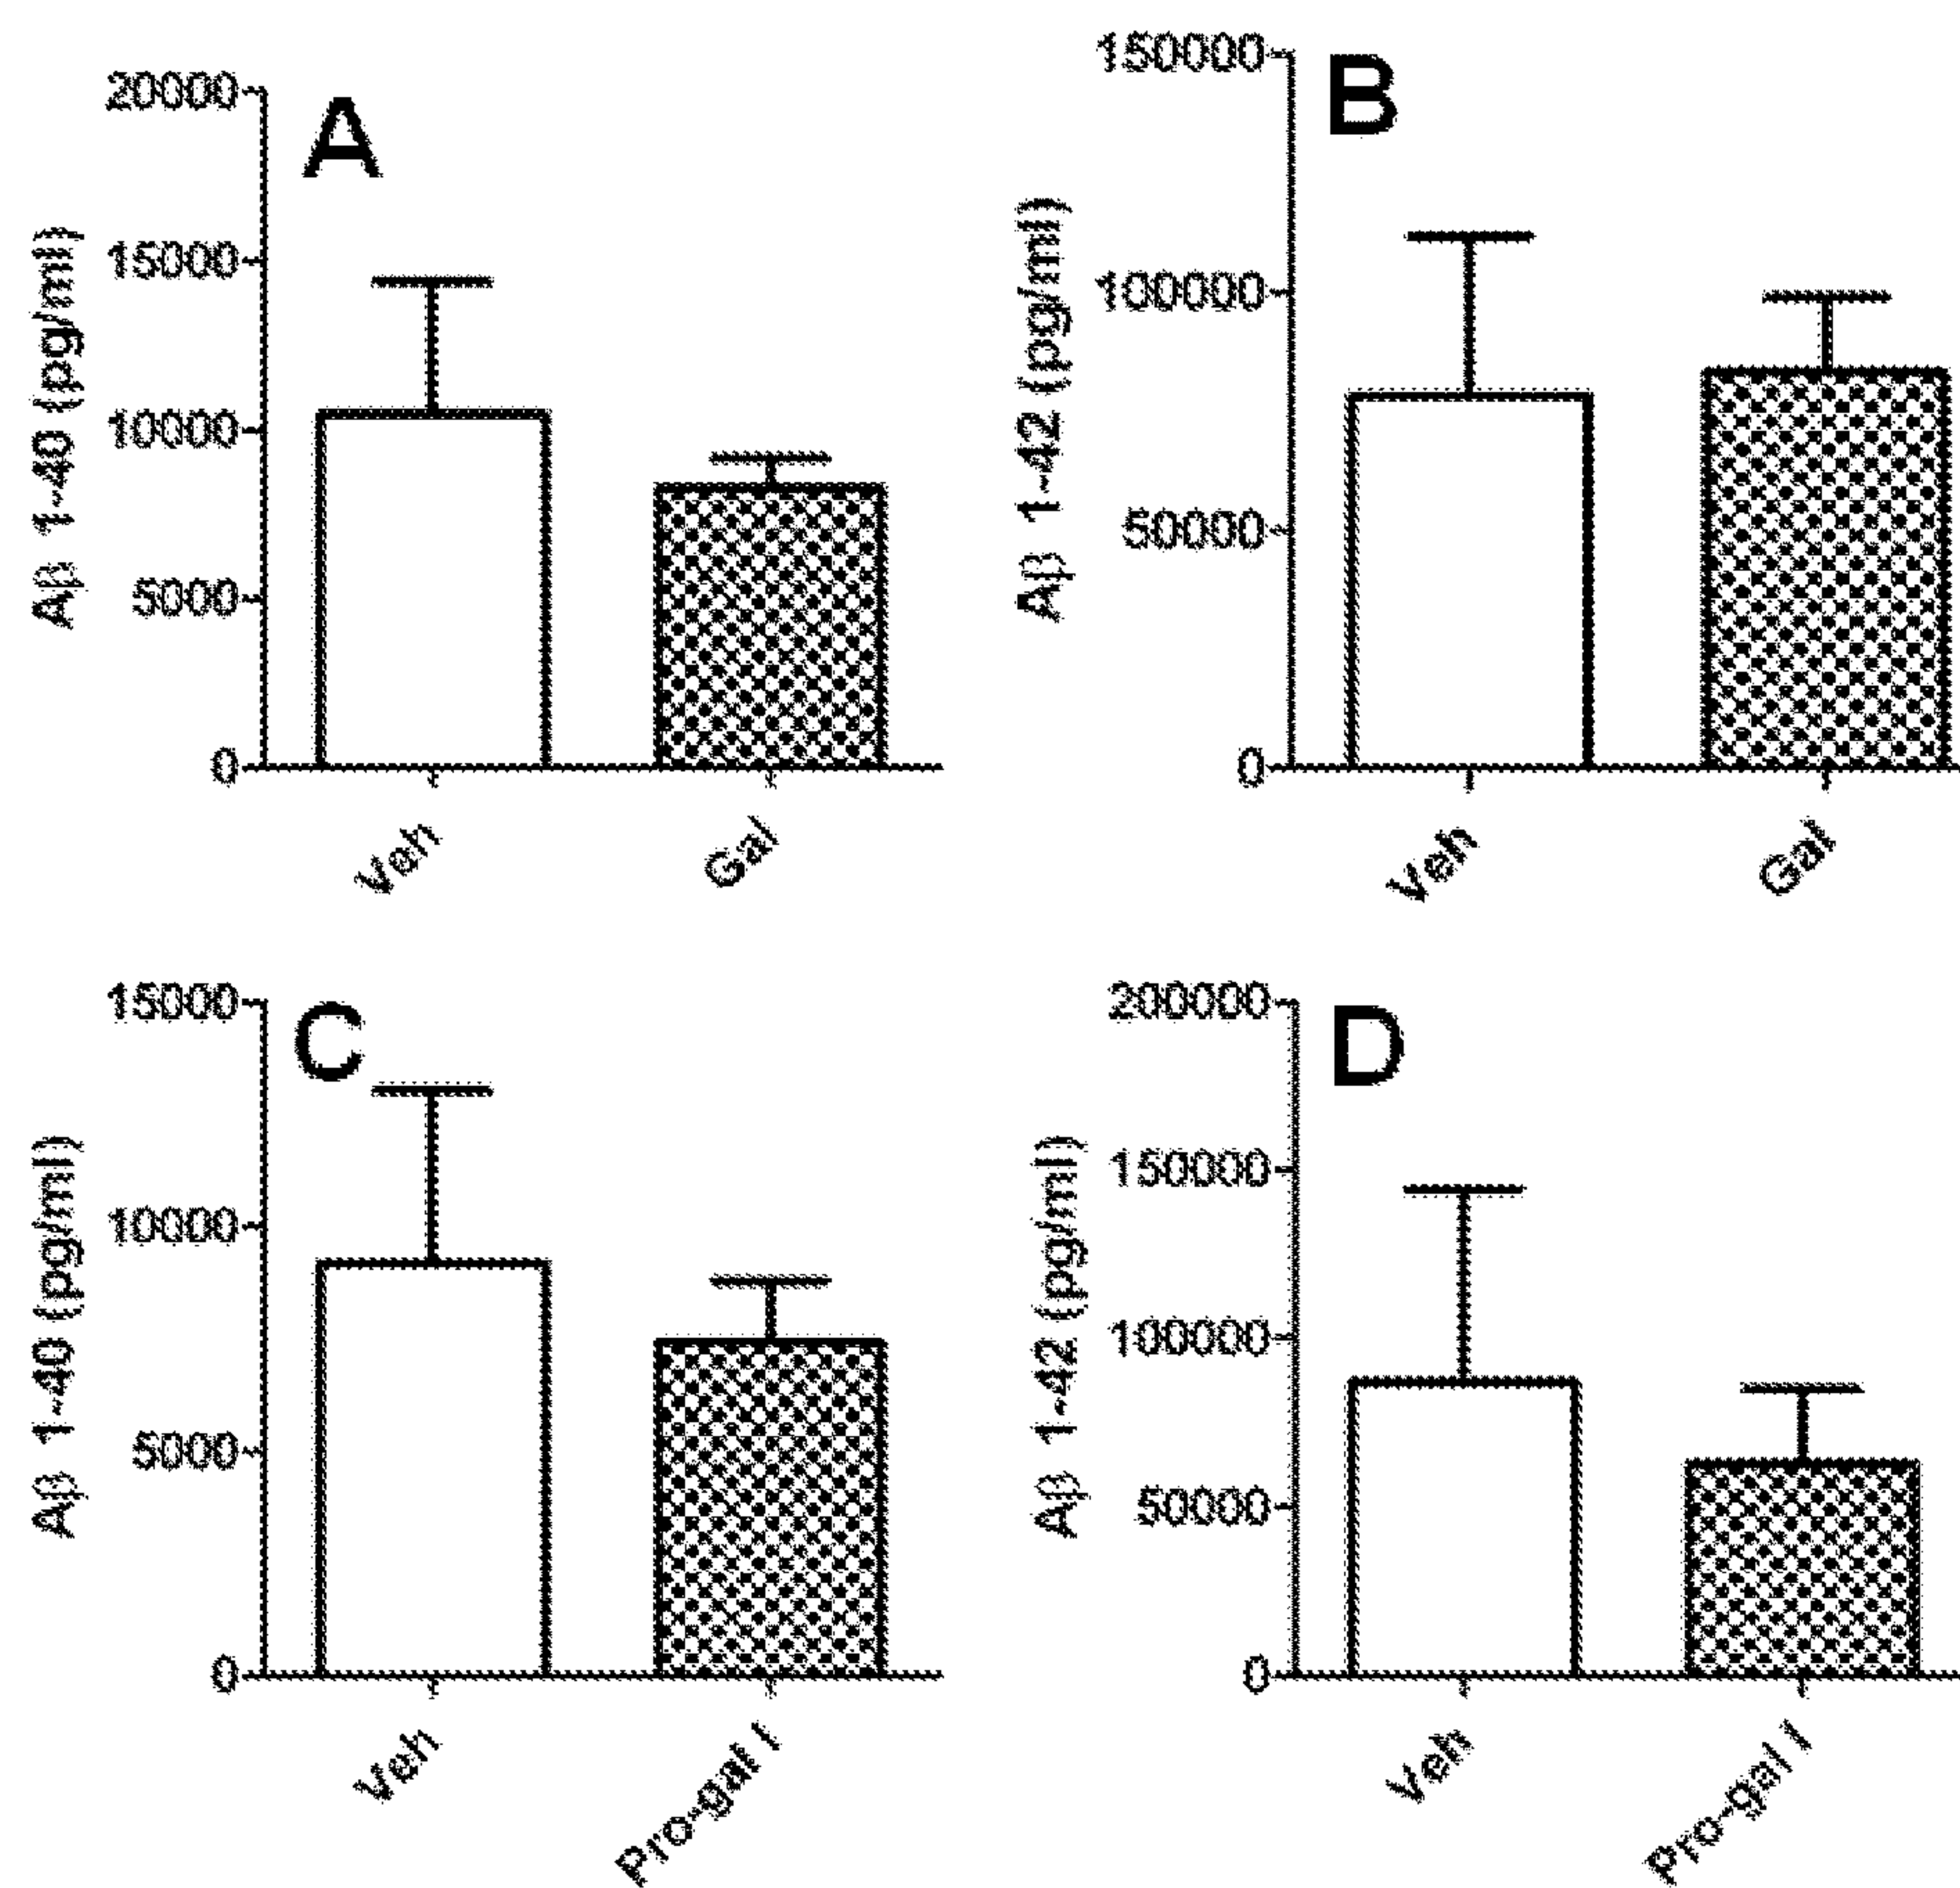 A
Aβ 1-40 (pg/ml)
20000
15000
10000
5000
0
Veh
Gal
B
Aβ 1-42 (pg/ml)
150000
100000
50000
0
Veh
Gal
C
Aβ 1-40 (pg/ml)
15000
10000
5000
0
Veh
Pro-gal I
D
Aβ 1-42 (pg/ml)
200000
150000
100000
50000
0
Veh
Pro-gal I